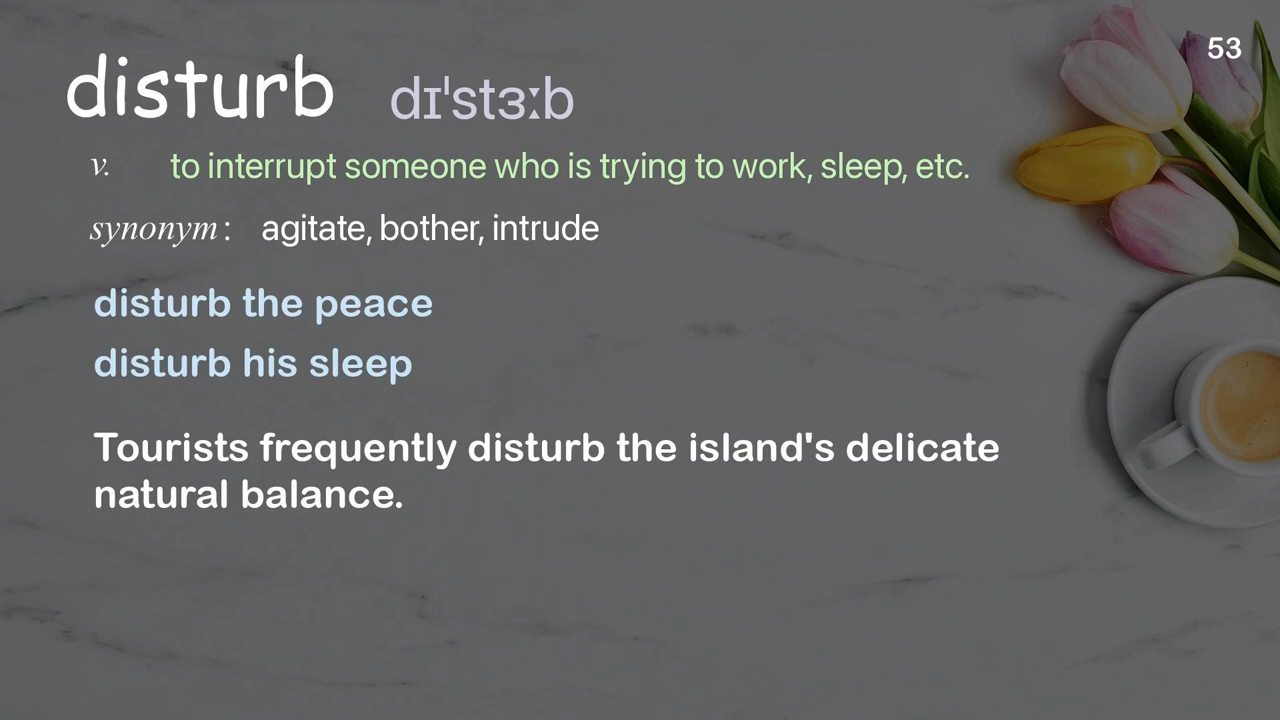 53
disturb dɪˈstɜːb
v. to interrupt someone who is trying to work, sleep, etc.
synonym : agitate, bother, intrude
disturb the peace
disturb his sleep
Tourists frequently disturb the island's delicate
natural balance.